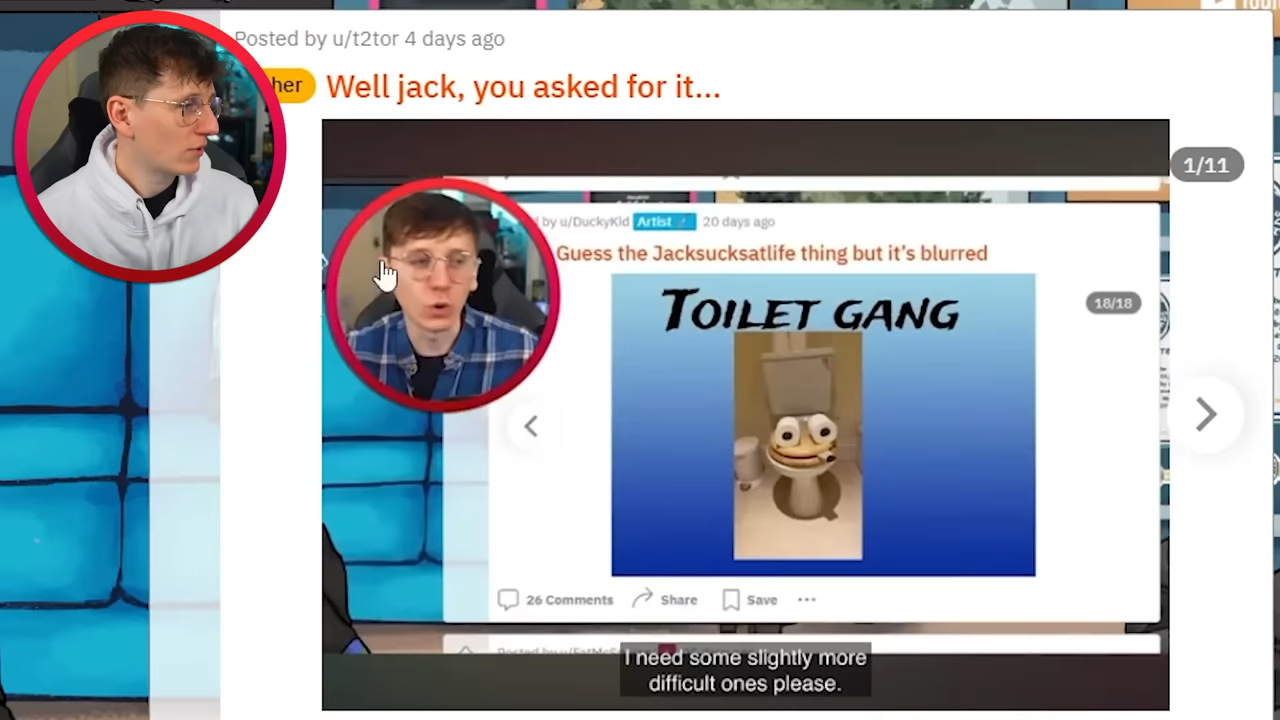 Posted by u/t2tor 4 days ago
her
Well jack, you asked for it...
1/11
by u/DuckyKid Artist 20 days ago
Guess the Jacksucksatlife thing but it's blurred
TOILET GANG
18/18
26 Comments Share Save
Posted by
I need some slightly more
difficult ones please.